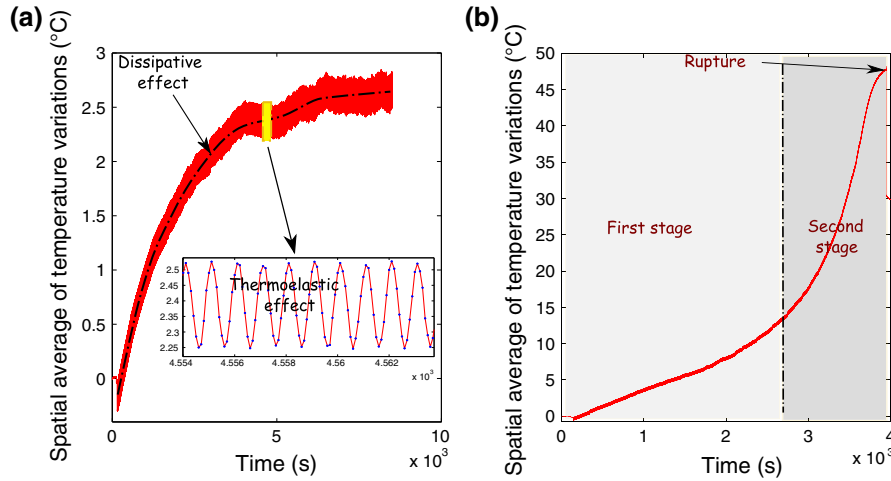 (a)
Spatial average of temperature variations (°C)
3
2.5
2
1.5
1
0.5
0
Dissipative
effect
Thermoelastic
effect
2.5
2.45
2.4
2.35
2.3
2.25
4.554
4.556
4.558
4.56
4.562
× 10³
0
5
10
Time (s)
× 10³
(b)
Spatial average of temperature variations (°C)
50
45
40
35
30
25
20
15
10
5
0
Rupture
First stage
Second
stage
0
1
2
3
4
Time (s)
× 10³